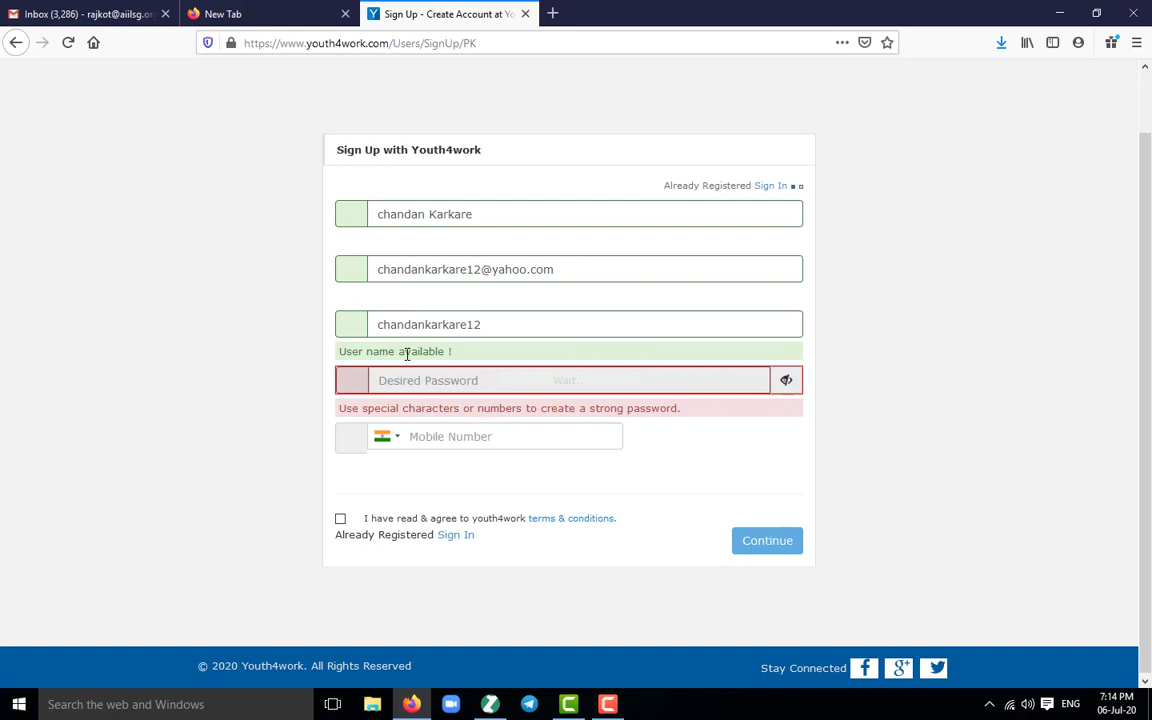 Inbox (3,286) - rajkot@aiilsg.or
New Tab
Sign Up - Create Account at Yo
https://www.youth4work.com/Users/SignUp/PK
Sign Up with Youth4work
Already Registered Sign In
chandan Karkare
chandankarkare12@yahoo.com
chandankarkare12
User name available !
Desired Password
Wait..
Use special characters or numbers to create a strong password.
Mobile Number
I have read & agree to youth4work terms & conditions.
Already Registered Sign In
Continue
© 2020 Youth4work. All Rights Reserved
Stay Connected
Search the web and Windows
ENG
7:14 PM
06-Jul-20